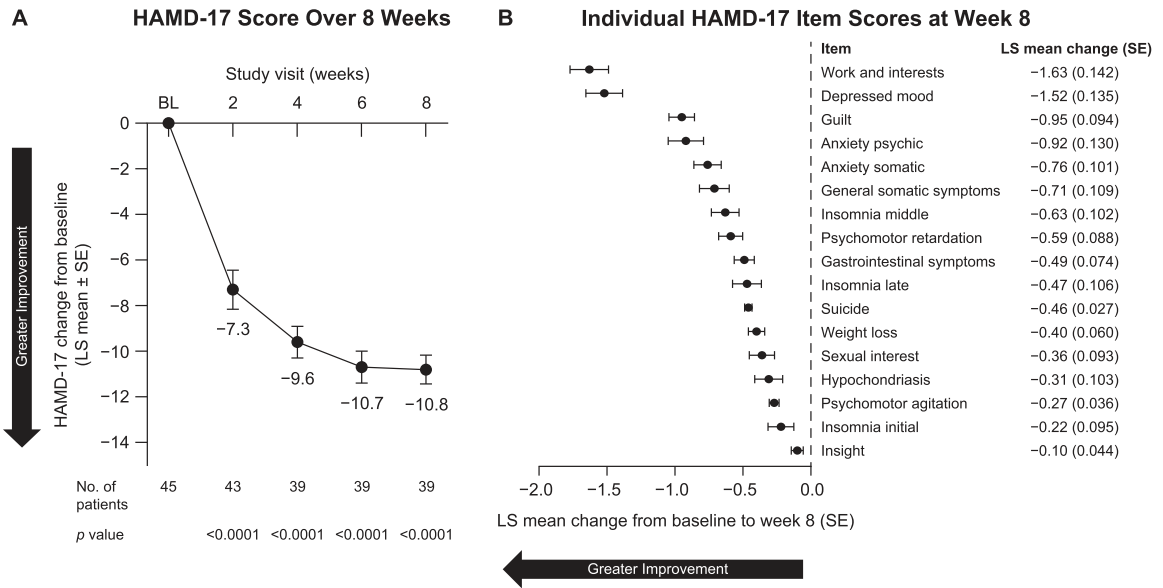 A HAMD-17 Score Over 8 Weeks
Study visit (weeks)
BL 2 4 6 8
0
−2
−4
−6
−8
−10
−12
−14
Greater Improvement
HAMD-17 change from baseline
(LS mean ± SE)
−7.3
−9.6
−10.7
−10.8
No. of
patients
45 43 39 39 39
p value <0.0001 <0.0001 <0.0001 <0.0001
B Individual HAMD-17 Item Scores at Week 8
Item LS mean change (SE)
Work and interests −1.63 (0.142)
Depressed mood −1.52 (0.135)
Guilt −0.95 (0.094)
Anxiety psychic −0.92 (0.130)
Anxiety somatic −0.76 (0.101)
General somatic symptoms −0.71 (0.109)
Insomnia middle −0.63 (0.102)
Psychomotor retardation −0.59 (0.088)
Gastrointestinal symptoms −0.49 (0.074)
Insomnia late −0.47 (0.106)
Suicide −0.46 (0.027)
Weight loss −0.40 (0.060)
Sexual interest −0.36 (0.093)
Hypochondriasis −0.31 (0.103)
Psychomotor agitation −0.27 (0.036)
Insomnia initial −0.22 (0.095)
Insight −0.10 (0.044)
−2.0 −1.5 −1.0 −0.5 0.0
LS mean change from baseline to week 8 (SE)
Greater Improvement